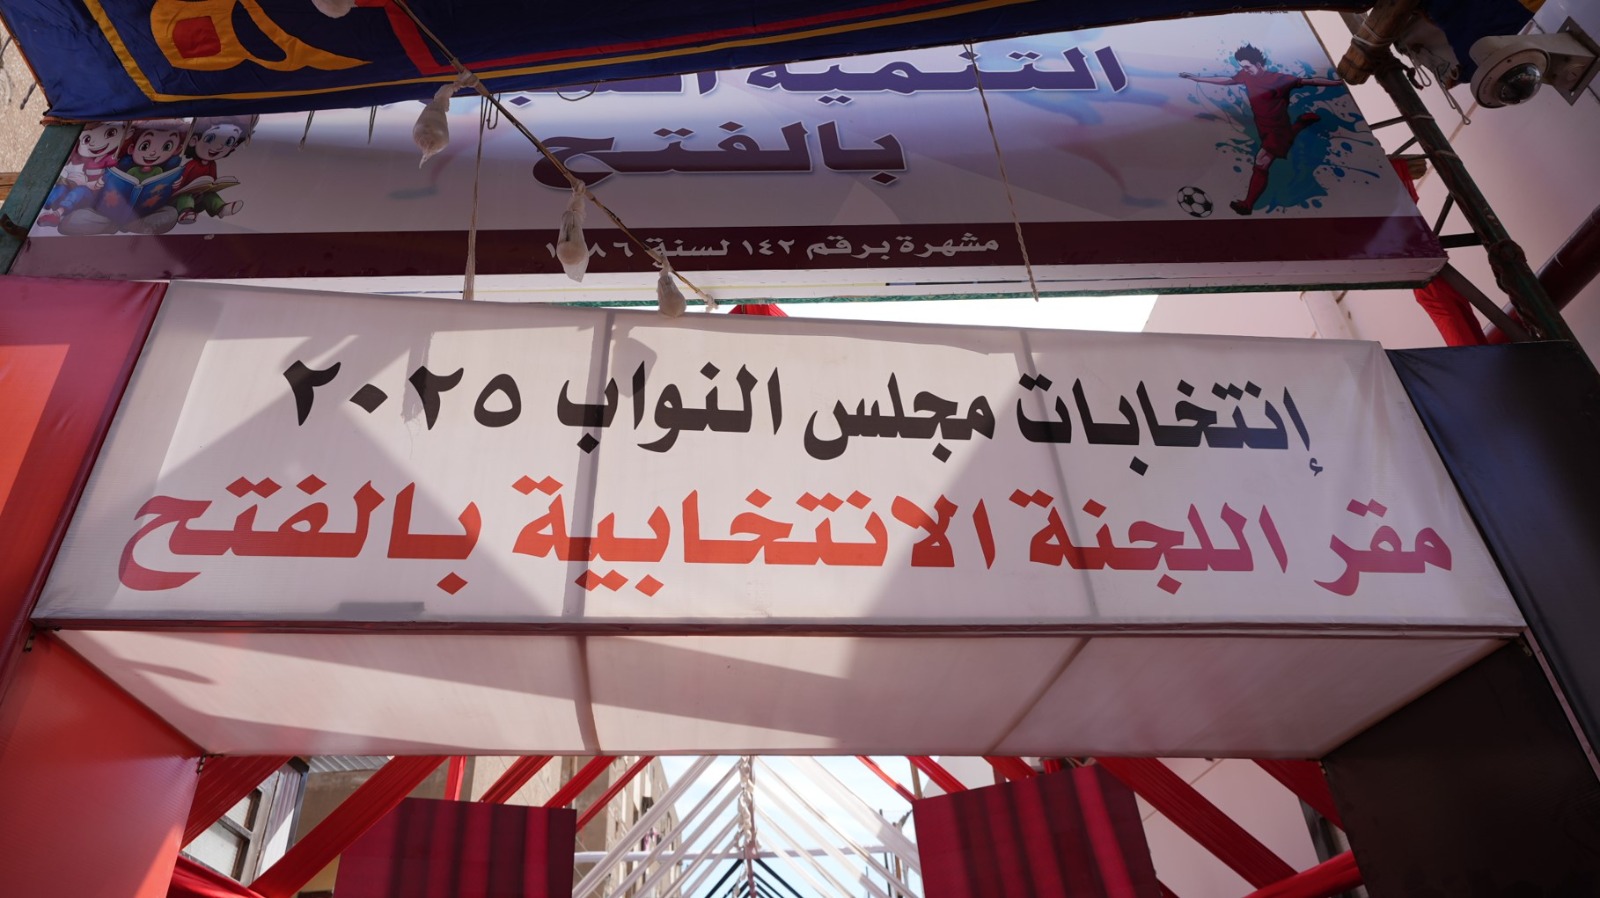 التنمية
بالفتح
مشهرة برقم ١٤٢ لسنة
إنتخابات مجلس النواب ٢٠٢٥
مقر اللجنة الانتخابية بالفتح